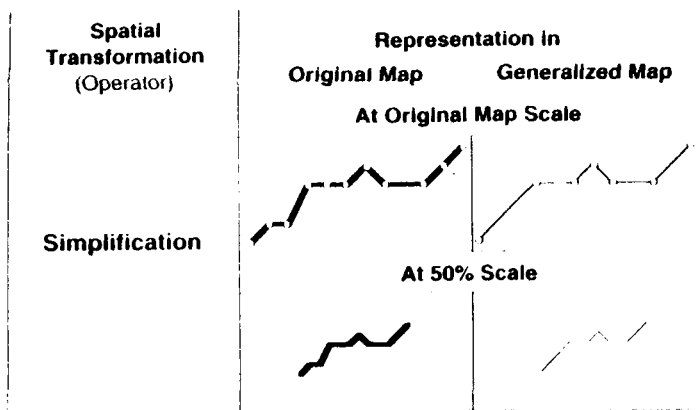 Spatial
Transformation
(Operator)
Representation in
Original Map
Generalized Map
At Original Map Scale
Simplification
At 50% Scale